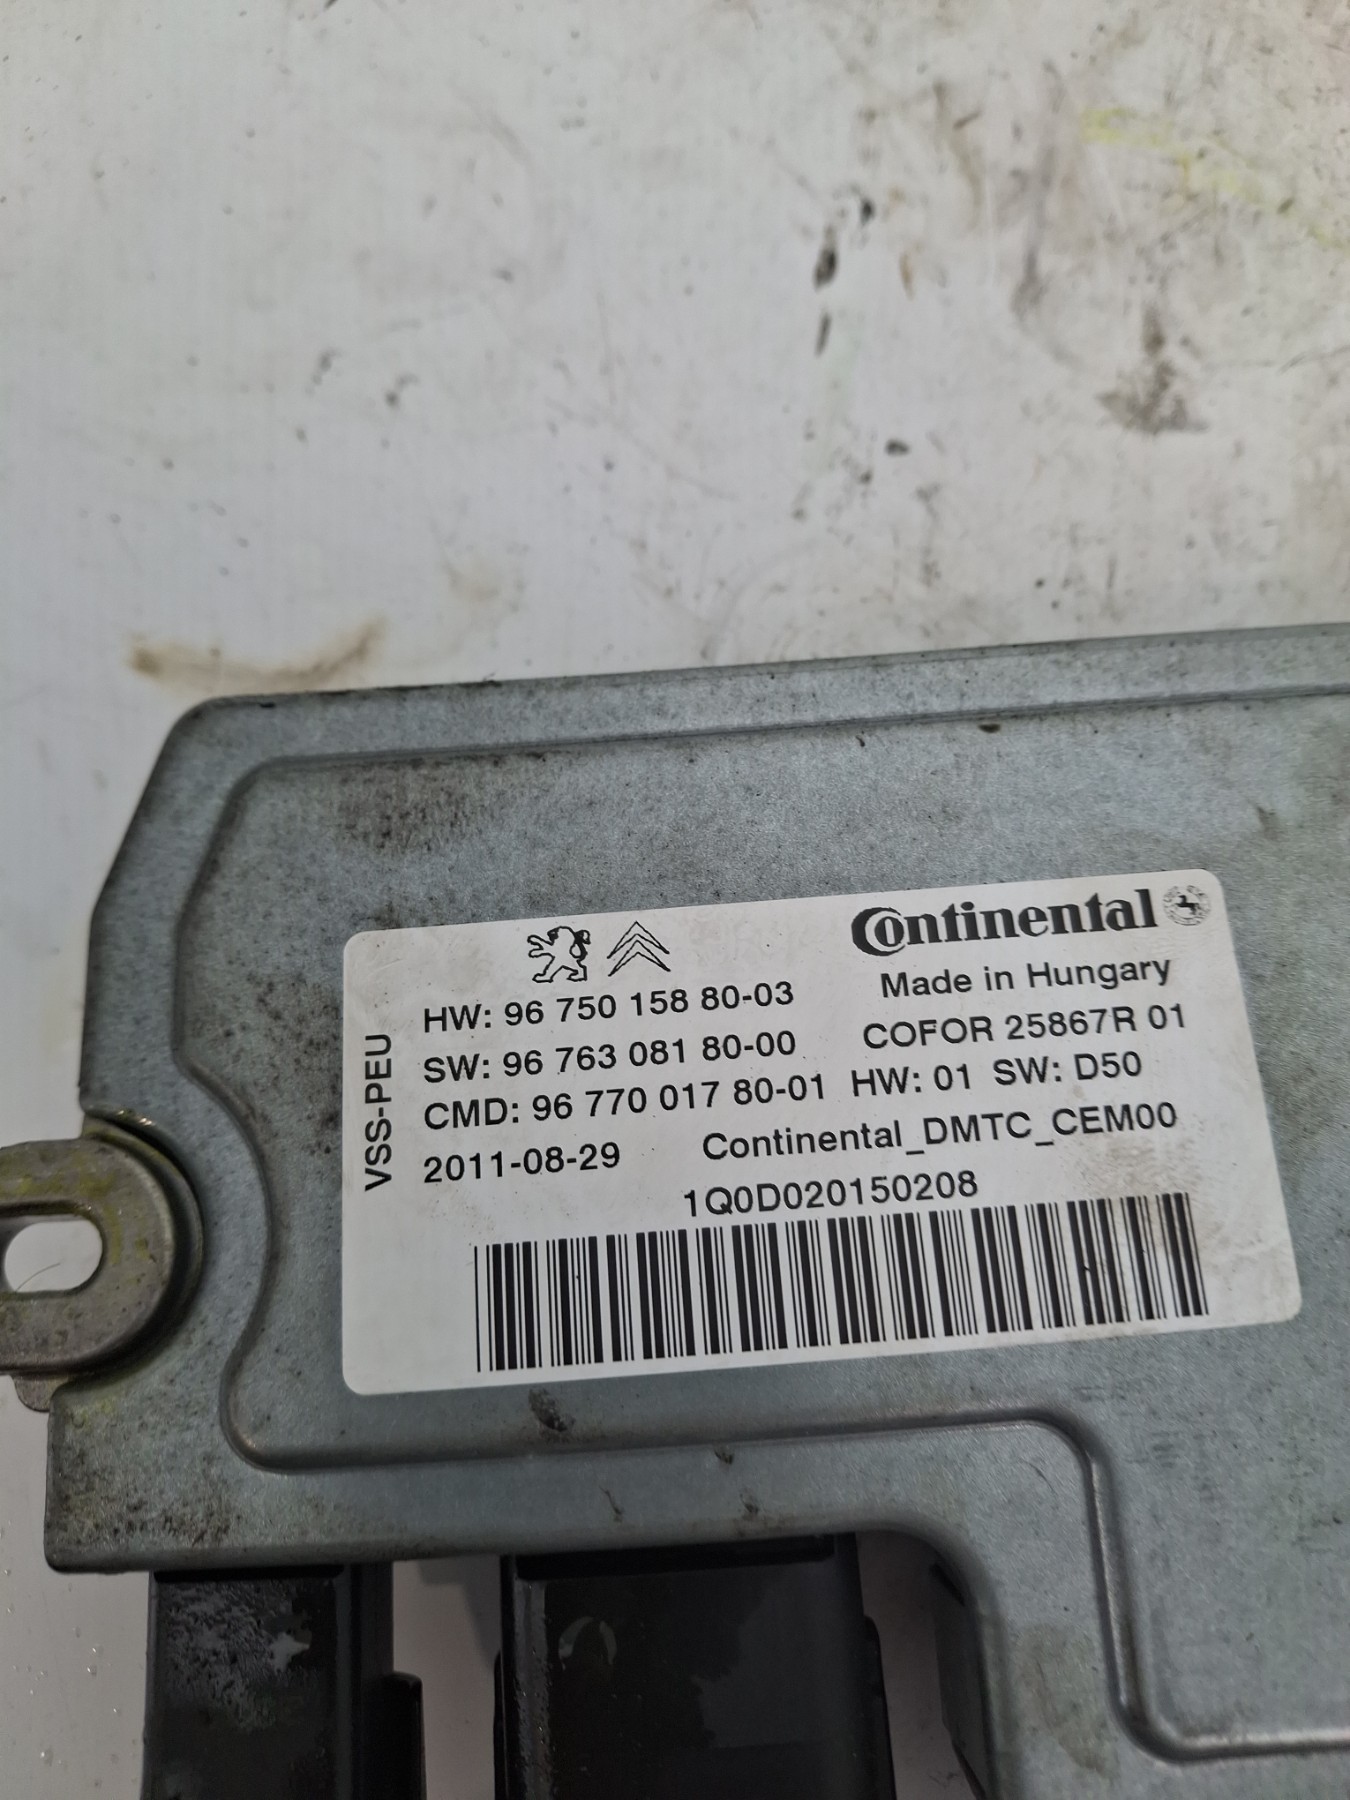 Continental
Made in Hungary
HW: 96 750 158 80-03
COFOR 25867R 01
SW: 96 763 081 80-00
HW: 01 SW: D50
CMD: 96 770 017 80-01
Continental_DMTC_CEM00
2011-08-29
1Q0D020150208
VSS-PEU